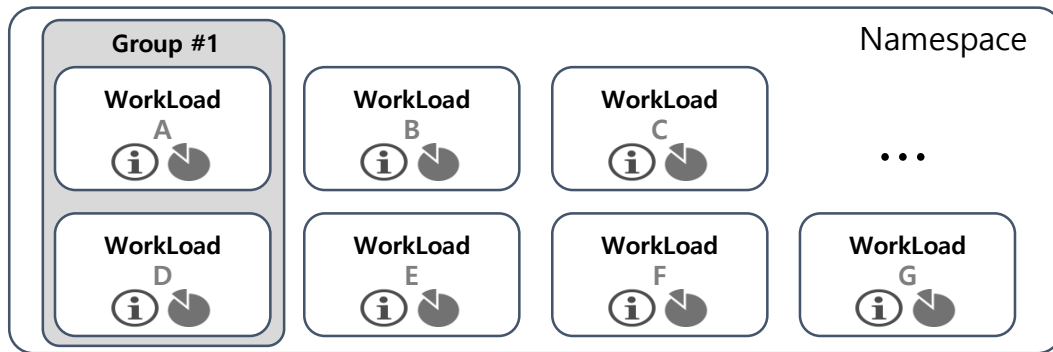 Namespace
Group #1
WorkLoad
A
WorkLoad
B
WorkLoad
C
...
WorkLoad
D
WorkLoad
E
WorkLoad
F
WorkLoad
G